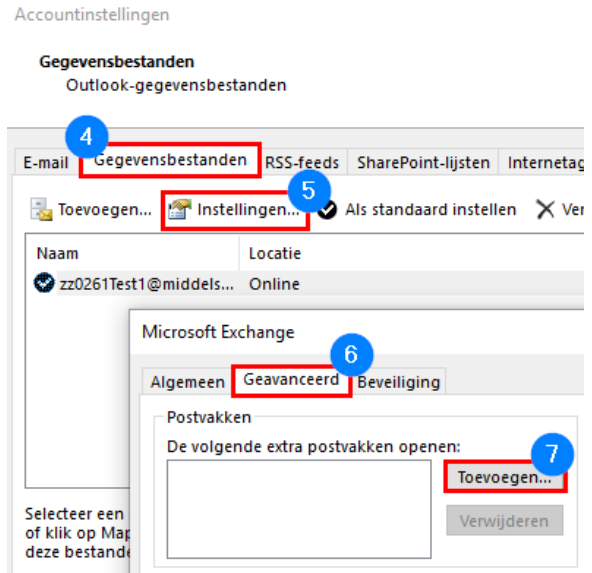 Accountinstellingen
Gegevensbestanden
Outlook-gegevensbestanden
4
E-mail Gegevensbestanden RSS-feeds SharePoint-lijsten Internetag
5
Toevoegen... Instellingen... Als standaard instellen Ver
Naam Locatie
zz0261Test1@middels... Online
Microsoft Exchange
6
Algemeen Geavanceerd Beveiliging
Postvakken
De volgende extra postvakken openen:
7
Toevoegen...
Verwijderen
Selecteer een
of klik op Map
deze bestande